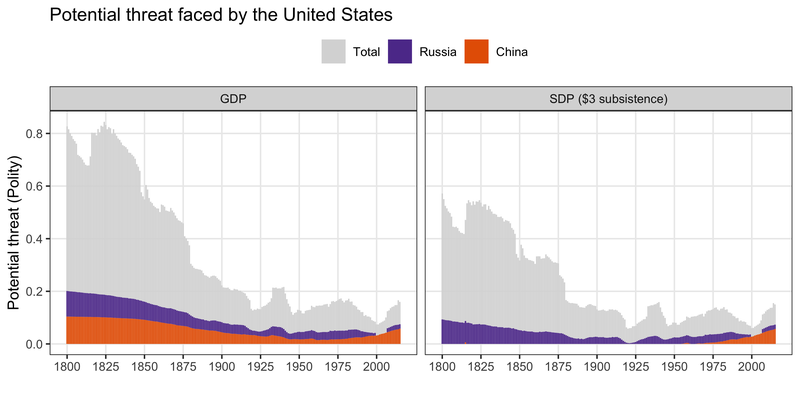 Potential threat faced by the United States
Total Russia China
GDP SDP ($3 subsistence)
Potential threat (Polity)
0.8
0.6
0.4
0.2
0.0
1800 1825 1850 1875 1900 1925 1950 1975 2000 1800 1825 1850 1875 1900 1925 1950 1975 2000